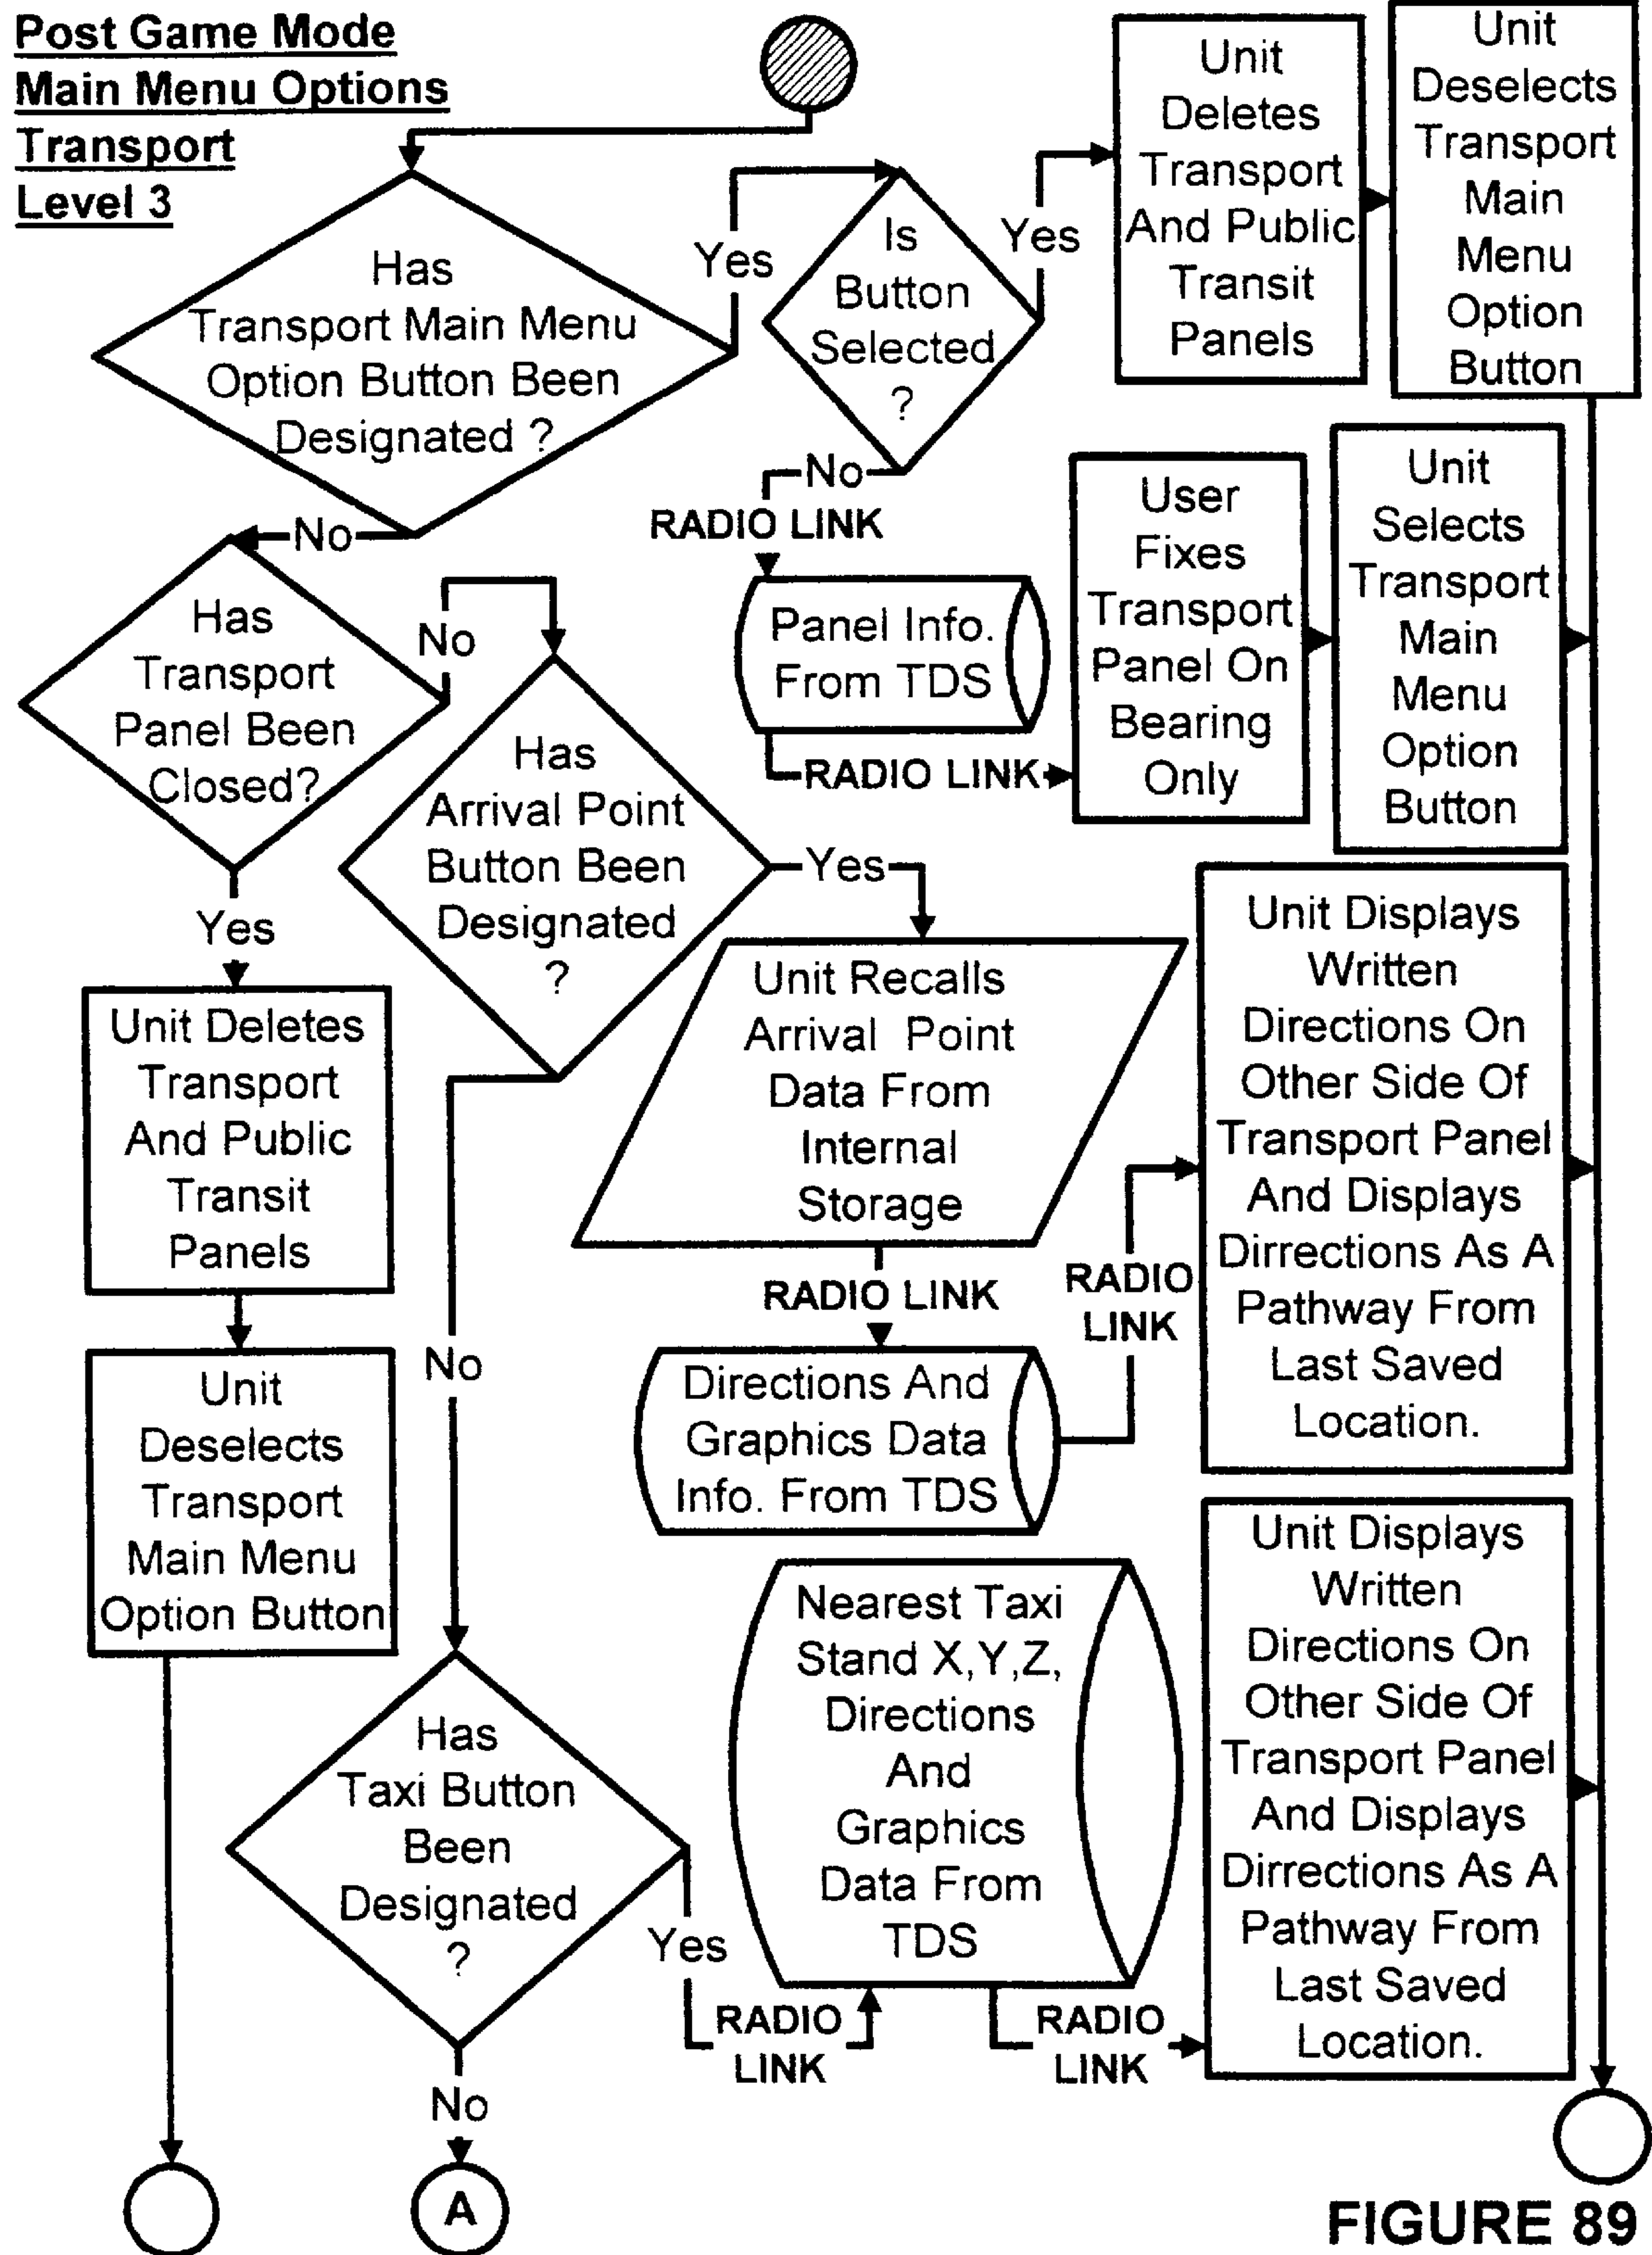 Post Game Mode
Main Menu Options
Transport
Level 3
Has
Transport Main Menu
Option Button Been
Designated ?
Yes
No
Is
Button
Selected
?
Yes
No
Unit
Deletes
Transport
And Public
Transit
Panels
Unit
Deselects
Transport
Main
Menu
Option
Button
RADIO LINK
Panel Info.
From TDS
RADIO LINK
User
Fixes
Transport
Panel On
Bearing
Only
Unit
Selects
Transport
Main
Menu
Option
Button
Has
Transport
Panel Been
Closed?
No
Yes
Unit Deletes
Transport
And Public
Transit
Panels
Unit
Deselects
Transport
Main Menu
Option Button
Has
Arrival Point
Button Been
Designated
?
Yes
No
Unit Recalls
Arrival Point
Data From
Internal
Storage
RADIO LINK
Directions And
Graphics Data
Info. From TDS
RADIO
LINK
Unit Displays
Written
Directions On
Other Side Of
Transport Panel
And Displays
Dirrections As A
Pathway From
Last Saved
Location.
Has
Taxi Button
Been
Designated
?
Yes
No
RADIO
LINK
Nearest Taxi
Stand X,Y,Z,
Directions
And
Graphics
Data From
TDS
RADIO
LINK
Unit Displays
Written
Directions On
Other Side Of
Transport Panel
And Displays
Dirrections As A
Pathway From
Last Saved
Location.
A
FIGURE 89